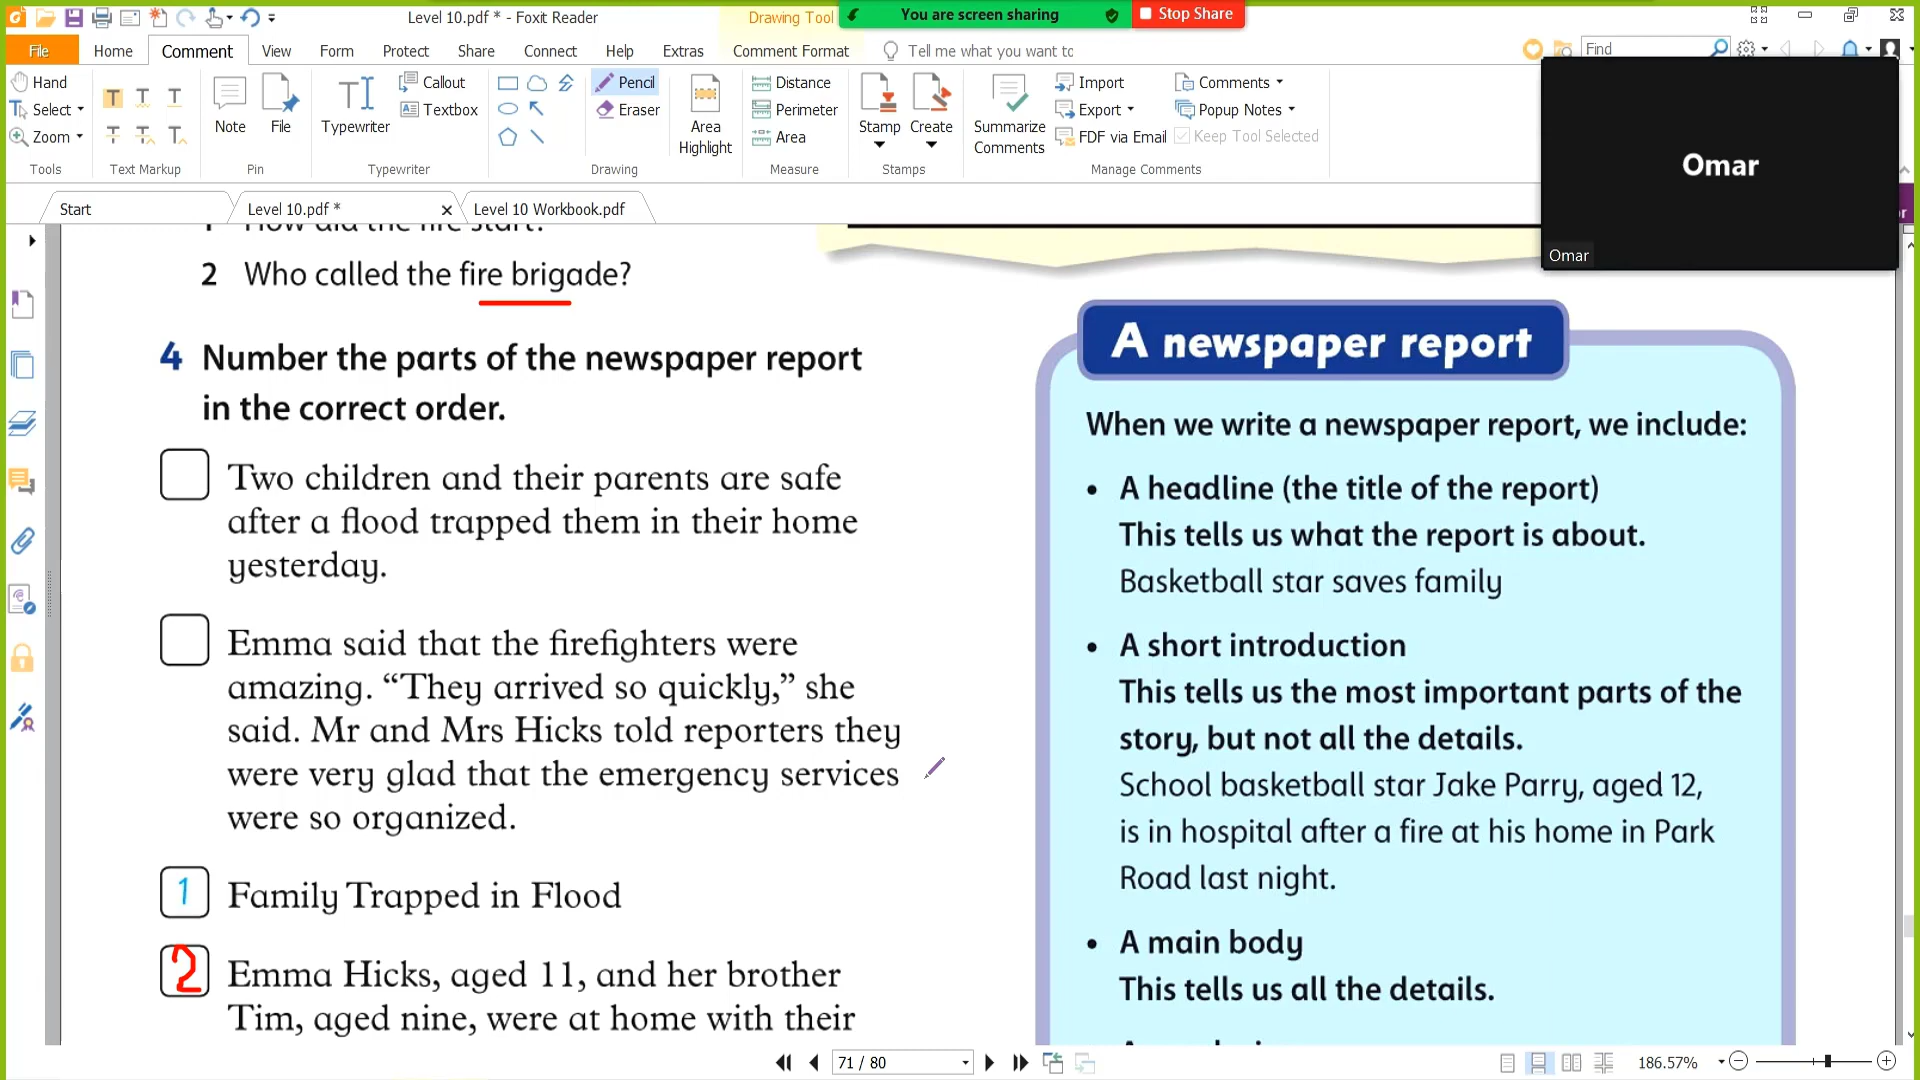 Level 10.pdf * - Foxit Reader
Drawing Tool
You are screen sharing
Stop Share
File
Home
Comment
View
Form
Protect
Share
Connect
Help
Extras
Comment Format
Tell me what you want to
Find
Hand
Select
Zoom
Tools
Text Markup
Note
File
Pin
Typewriter
Callout
Textbox
Typewriter
Pencil
Eraser
Drawing
Area
Highlight
Distance
Perimeter
Area
Measure
Stamp
Create
Stamps
Summarize
Comments
Import
Export
FDF via Email
Comments
Popup Notes
Keep Tool Selected
Manage Comments
Omar
Omar
Start
Level 10.pdf *
Level 10 Workbook.pdf
1 How did the fire start?
2 Who called the fire brigade?
4 Number the parts of the newspaper report
in the correct order.
Two children and their parents are safe
after a flood trapped them in their home
yesterday.
Emma said that the firefighters were
amazing. “They arrived so quickly,” she
said. Mr and Mrs Hicks told reporters they
were very glad that the emergency services
were so organized.
1 Family Trapped in Flood
2 Emma Hicks, aged 11, and her brother
Tim, aged nine, were at home with their
A newspaper report
When we write a newspaper report, we include:
• A headline (the title of the report)
This tells us what the report is about.
Basketball star saves family
• A short introduction
This tells us the most important parts of the
story, but not all the details.
School basketball star Jake Parry, aged 12,
is in hospital after a fire at his home in Park
Road last night.
• A main body
This tells us all the details.
71 / 80
186.57%